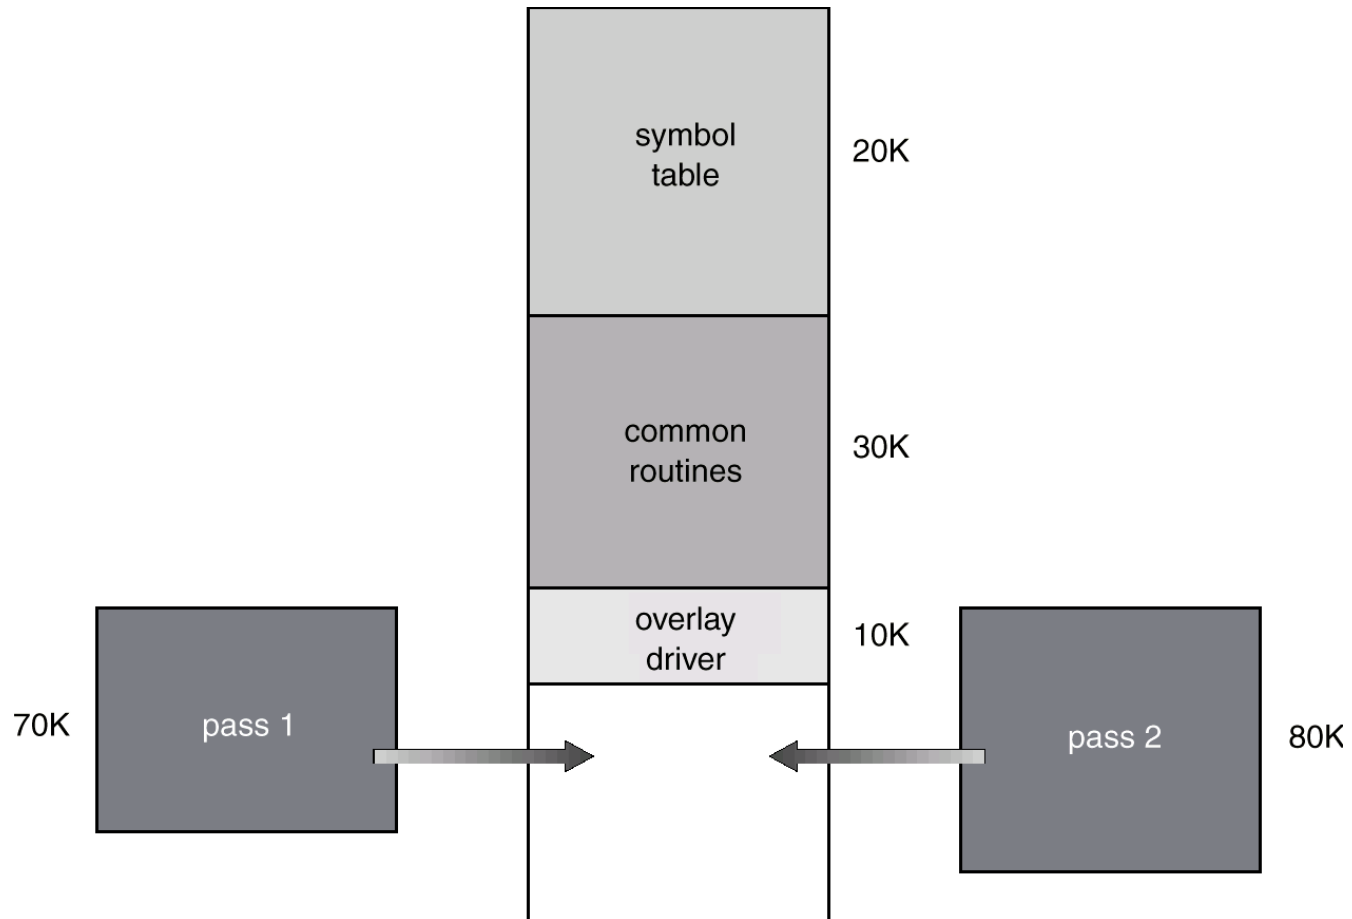 symbol
table
20K
common
routines
30K
overlay
driver
10K
70K
pass 1
pass 2
80K